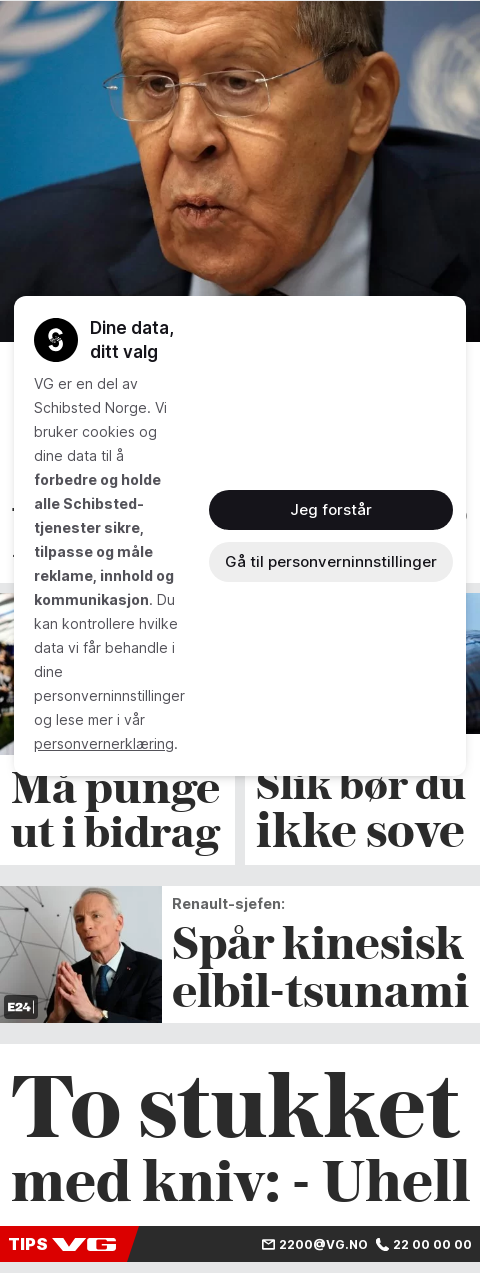 Dine data,
ditt valg
VG er en del av
Schibsted Norge. Vi
bruker cookies og
dine data til å
forbedre og holde
alle Schibsted-
tjenester sikre,
tilpasse og måle
reklame, innhold og
kommunikasjon. Du
kan kontrollere hvilke
data vi får behandle i
dine
personverninnstillinger
og lese mer i vår
personvernerklæring.
Jeg forstår
Gå til personverninnstillinger
Må punge
ut i bidrag
Slik bør du
ikke sove
E24
Renault-sjefen:
Spår kinesisk
elbil-tsunami
To stukket
med kniv: - Uhell
TIPS VG 2200@VG.NO 22 00 00 00